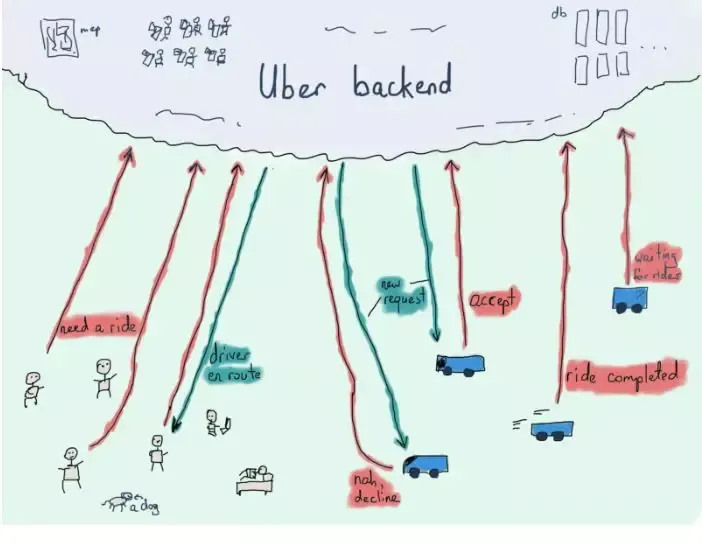 map
db
Uber backend
need a ride
driver
en route
new
request
accept
waiting
for rides
ride completed
nah,
decline
a dog